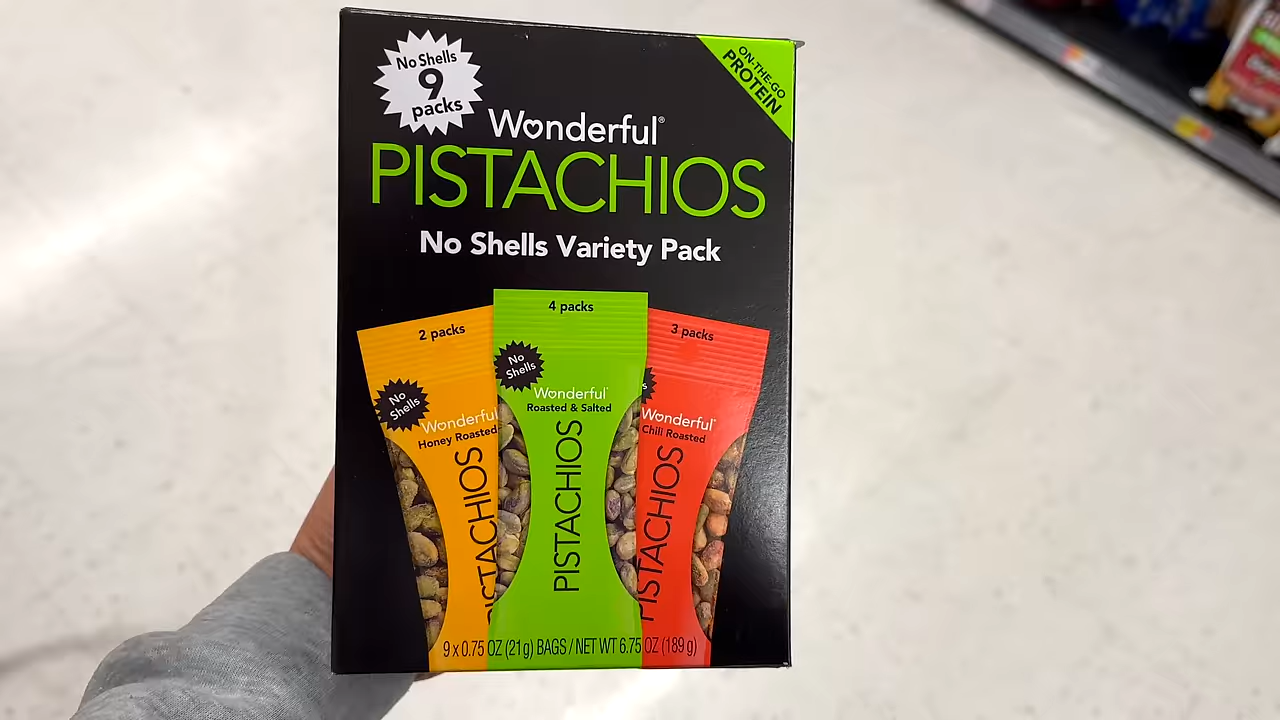 No Shells
9
packs
ON-THE-GO
PROTEIN
Wonderful®
PISTACHIOS
No Shells Variety Pack
2 packs
No
Shells
Wonderful
Honey Roasted
PISTACHIOS
4 packs
No
Shells
Wonderful®
Roasted & Salted
PISTACHIOS
3 packs
Wonderful®
Chili Roasted
PISTACHIOS
9 x 0.75 OZ (21g) BAGS / NET WT 6.75 OZ (189 g)